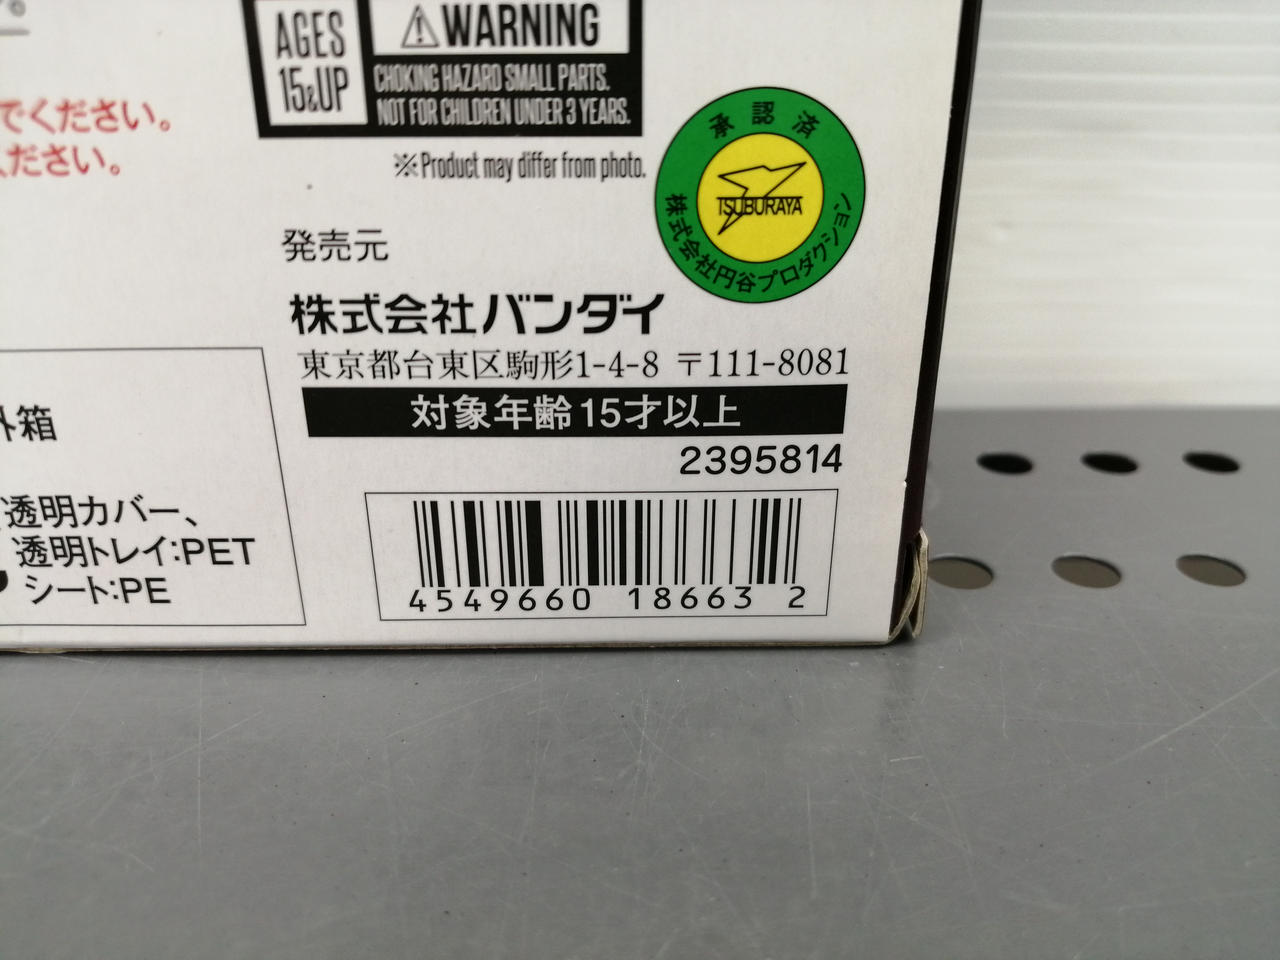 でください。
ください。
AGES
15&UP
⚠WARNING
CHOKING HAZARD SMALL PARTS.
NOT FOR CHILDREN UNDER 3 YEARS.
※Product may differ from photo.
承認済
TSUBURAYA
株式会社円谷プロダクション
発売元
株式会社バンダイ
東京都台東区駒形1-4-8 〒111-8081
対象年齢15才以上
2395814
外箱
透明カバー、
透明トレイ:PET
シート:PE
4549660 18663 2